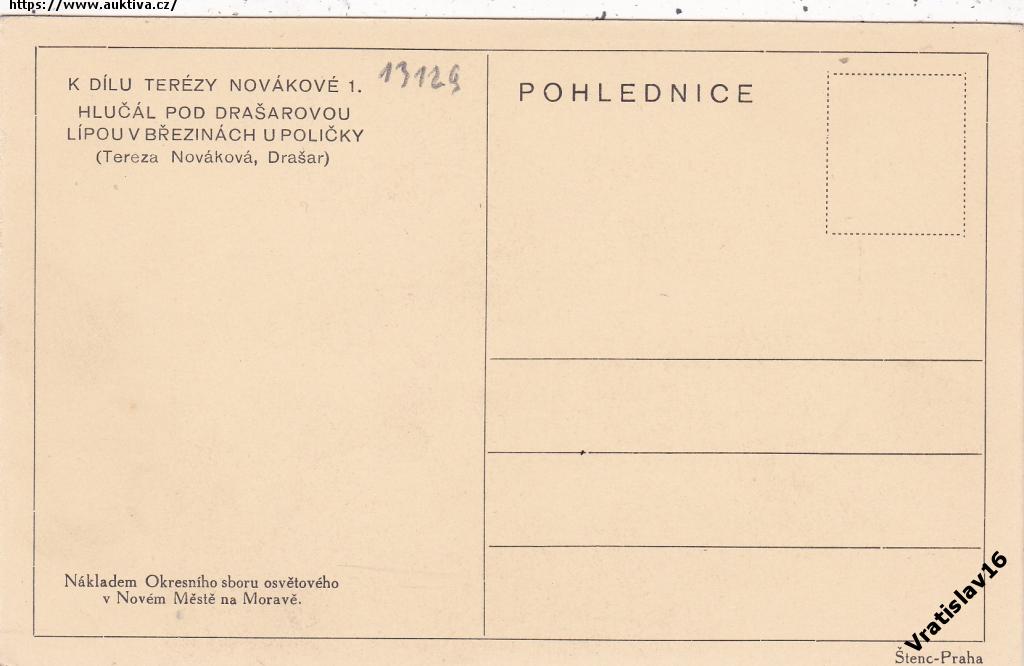 https://www.auktiva.cz/
K DÍLU TERÉZY NOVÁKOVÉ 1.
13129
HLUČÁL POD DRAŠAROVOU
LÍPOU V BŘEZINÁCH U POLIČKY
(Tereza Nováková, Drašar)
POHLEDNICE
Nákladem Okresního sboru osvětového
v Novém Městě na Moravě.
Štenc-Praha
Vratislav16